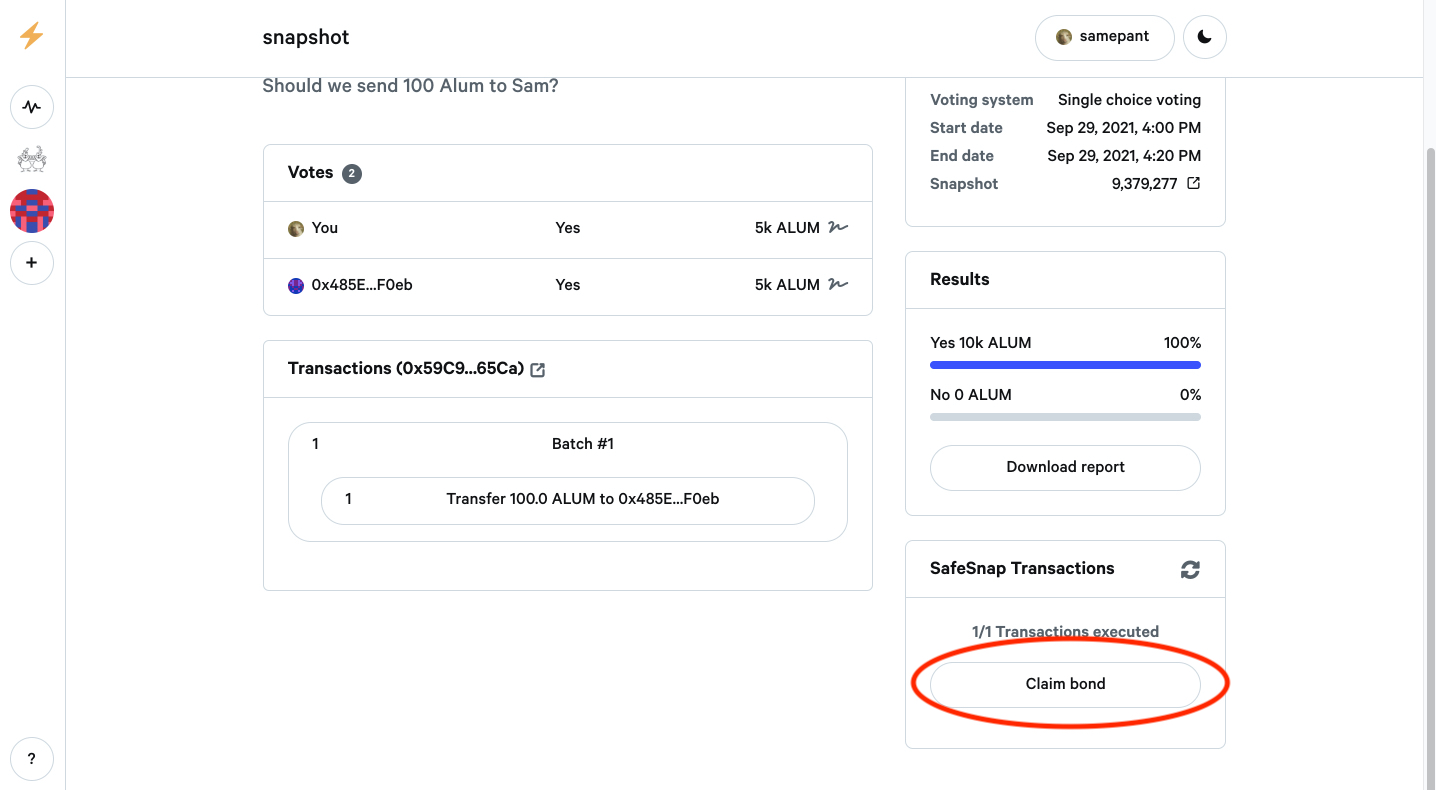 snapshot
samepant
Should we send 100 Alum to Sam?
Votes 2
You Yes 5k ALUM
0x485E...F0eb Yes 5k ALUM
Transactions (0x59C9...65Ca)
1 Batch #1
1 Transfer 100.0 ALUM to 0x485E...F0eb
Voting system Single choice voting
Start date Sep 29, 2021, 4:00 PM
End date Sep 29, 2021, 4:20 PM
Snapshot 9,379,277
Results
Yes 10k ALUM 100%
No 0 ALUM 0%
Download report
SafeSnap Transactions
1/1 Transactions executed
Claim bond
+
?